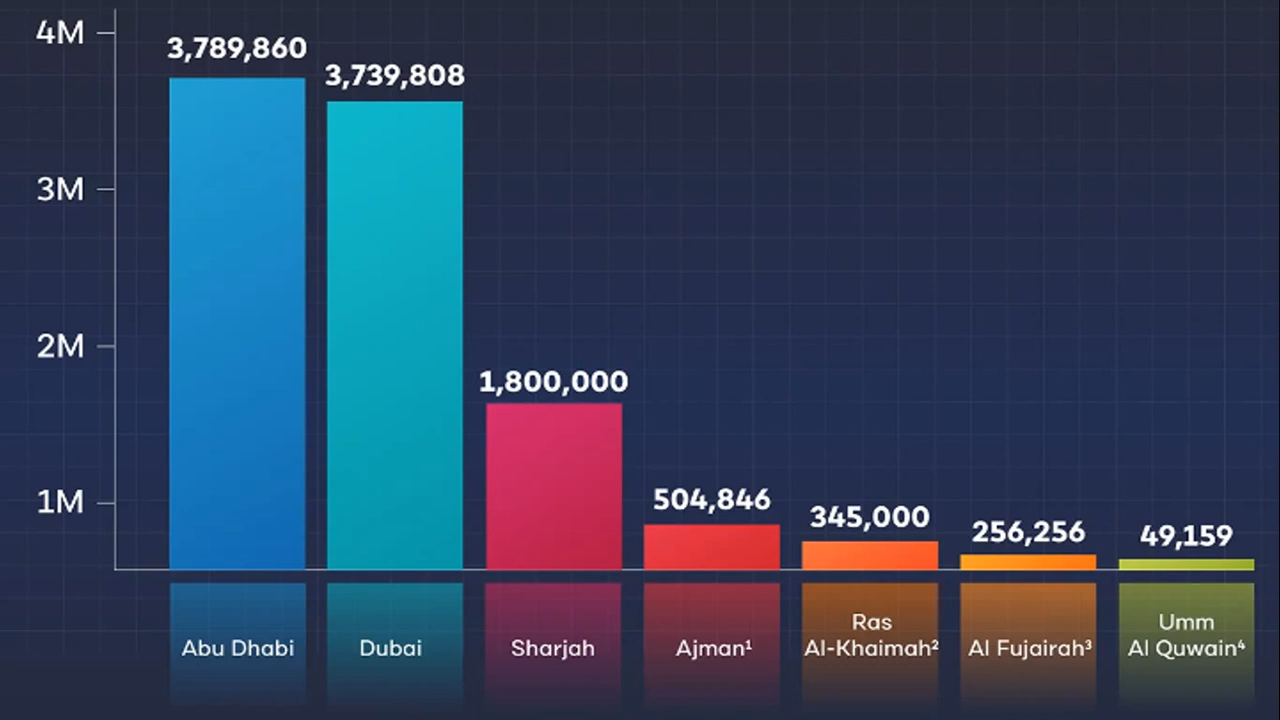 4M
3M
2M
1M
3,789,860
3,739,808
1,800,000
504,846
345,000
256,256
49,159
Abu Dhabi
Dubai
Sharjah
Ajman¹
Ras
Al-Khaimah²
Al Fujairah³
Umm
Al Quwain⁴